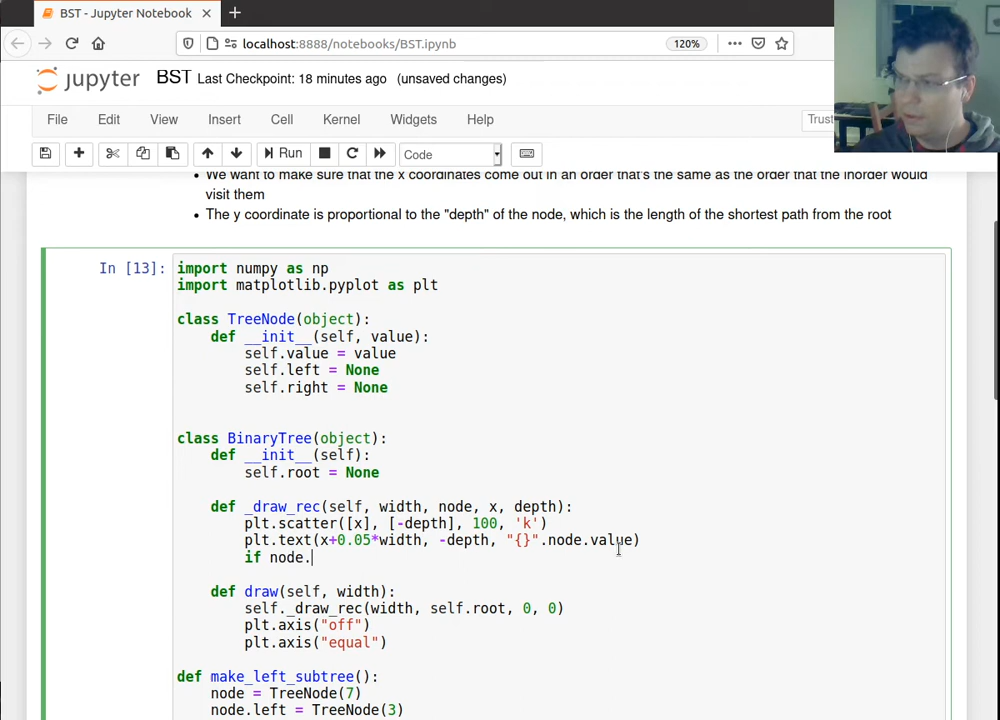 BST - Jupyter Notebook
localhost:8888/notebooks/BST.ipynb
120%
jupyter BST Last Checkpoint: 18 minutes ago (unsaved changes)
File Edit View Insert Cell Kernel Widgets Help
Trust
Run Code
We want to make sure that the x coordinates come out in an order that's the same as the order that the inorder would
visit them
The y coordinate is proportional to the "depth" of the node, which is the length of the shortest path from the root
In [13]:
import numpy as np
import matplotlib.pyplot as plt
class TreeNode(object):
def __init__(self, value):
self.value = value
self.left = None
self.right = None
class BinaryTree(object):
def __init__(self):
self.root = None
def _draw_rec(self, width, node, x, depth):
plt.scatter([x], [-depth], 100, 'k')
plt.text(x+0.05*width, -depth, "{}".node.value)
if node.
def draw(self, width):
self._draw_rec(width, self.root, 0, 0)
plt.axis("off")
plt.axis("equal")
def make_left_subtree():
node = TreeNode(7)
node.left = TreeNode(3)